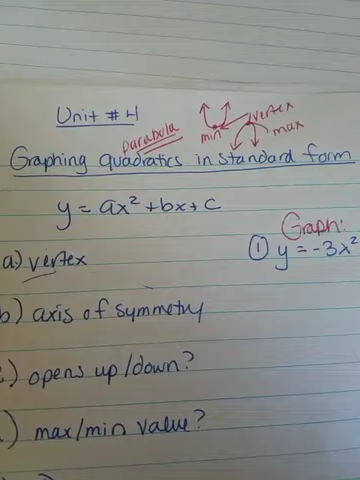 Unit #4
parabola
min
vertex
max
Graphing quadratics in standard form
y = ax² + bx + c
Graph:
① y = -3x²
a) vertex
b) axis of symmetry
) opens up/down?
) max/min value?